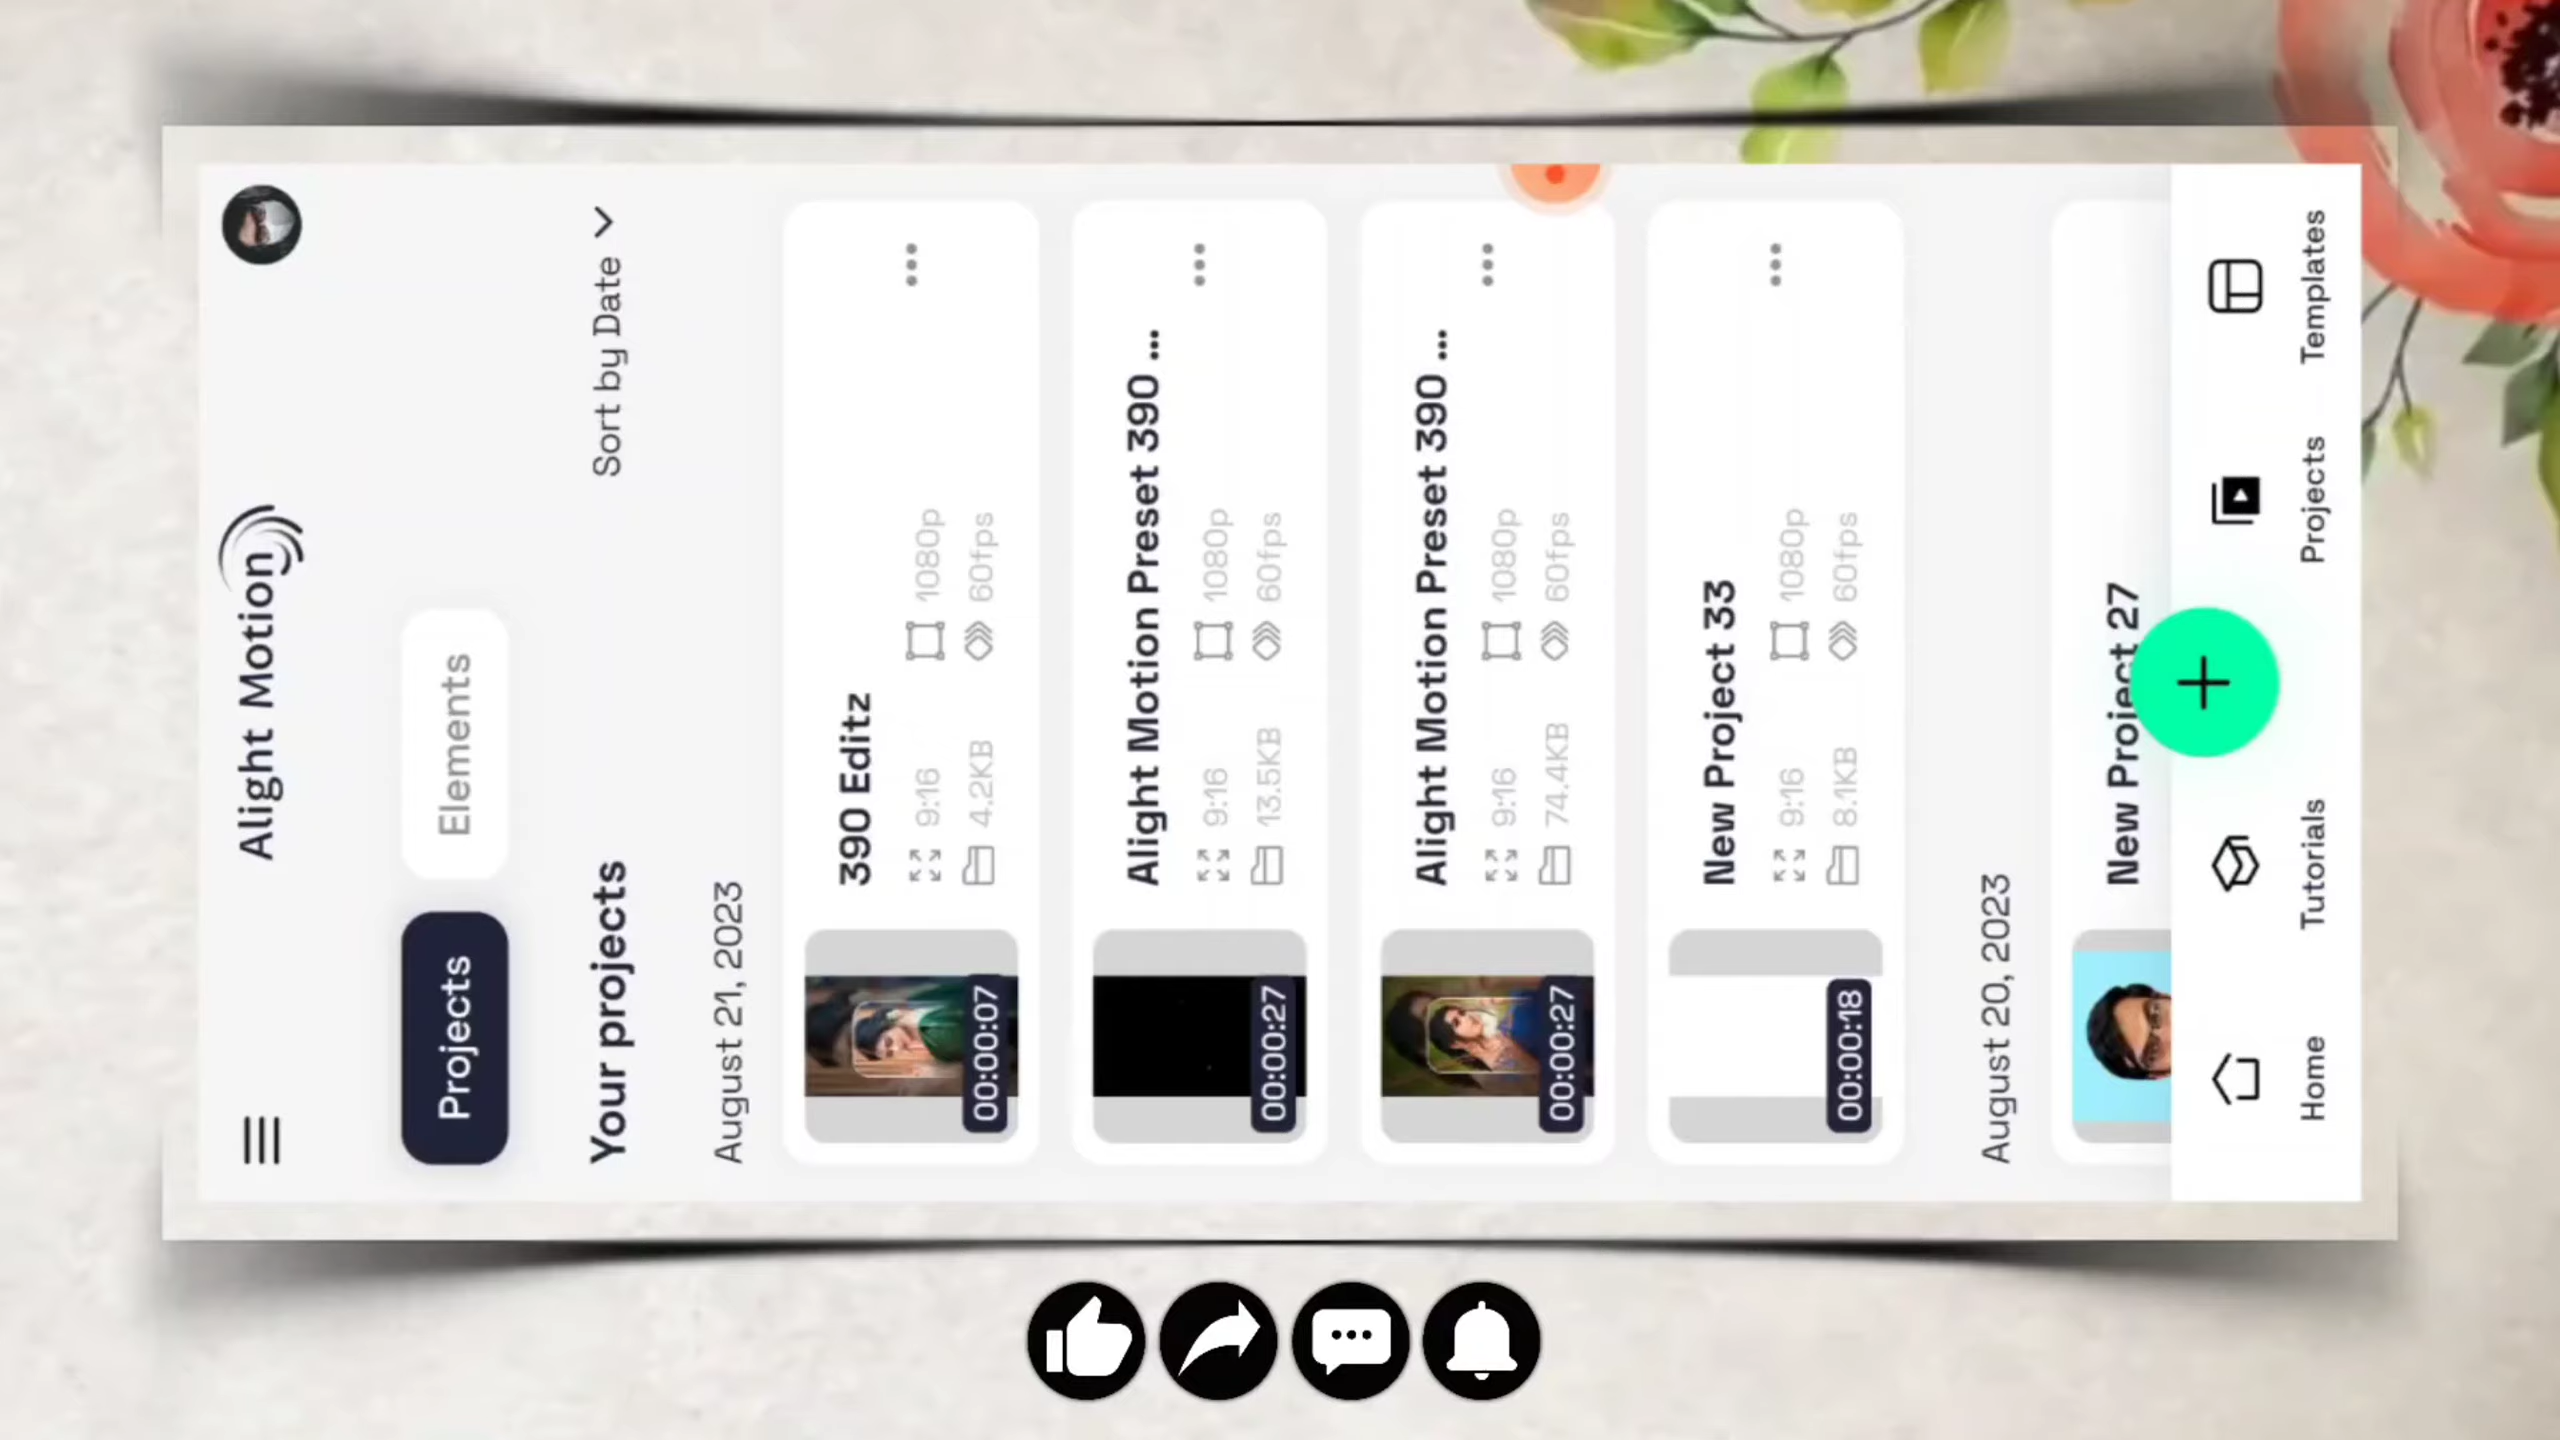 Alight Motion
Projects
Elements
Your projects
Sort by Date
August 21, 2023
390 Editz
9:16
1080p
4.2KB
60fps
00:00:07
Alight Motion Preset 390 ...
9:16
1080p
13.5KB
60fps
00:00:27
Alight Motion Preset 390 ...
9:16
1080p
74.4KB
60fps
00:00:27
New Project 33
9:16
1080p
8.1KB
60fps
00:00:18
August 20, 2023
New Project 27
Home
Tutorials
Projects
Templates